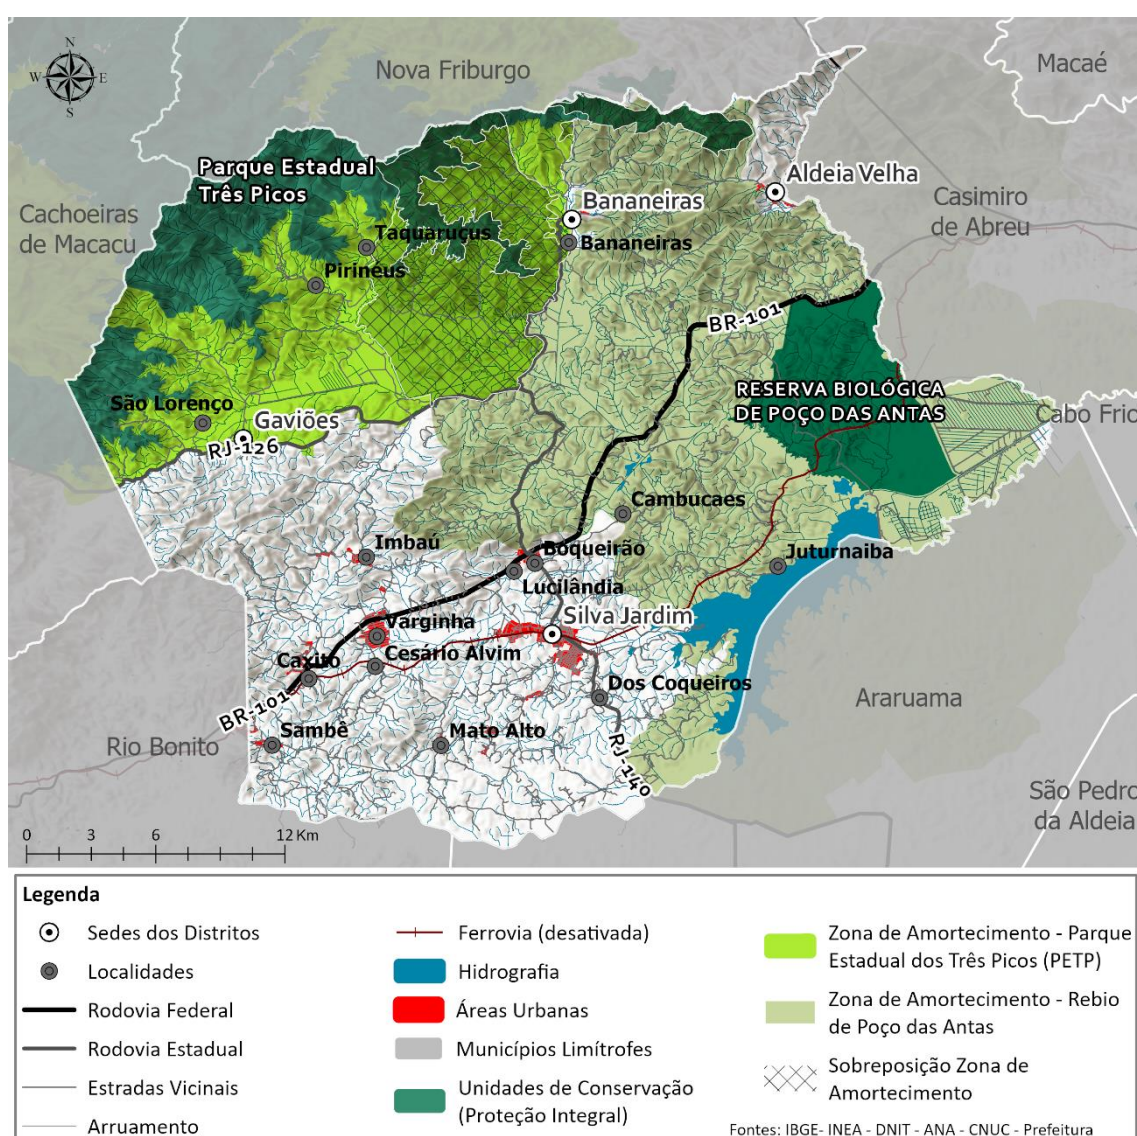 N
W
E
S
Nova Friburgo
Macaé
Parque Estadual
Três Picos
Aldeia Velha
Cachoeiras
de Macacu
Bananeiras
Casimiro
de Abreu
Taquaruçus
Bananeiras
Pirineus
BR-101
RESERVA BIOLÓGICA
DE POÇO DAS ANTAS
São Lorenço
Gaviões
Cabo Frio
RJ-126
Cambucaes
Imbaú
Boqueirão
Juturnaiba
Lucilândia
Silva Jardim
Varginha
Cesário Alvim
Caxito
Dos Coqueiros
BR-101
Araruama
Sambê
Mato Alto
Rio Bonito
RJ-140
São Pedro
da Aldeia
0 3 6 12 Km
Legenda
Sedes dos Distritos
Localidades
Rodovia Federal
Rodovia Estadual
Estradas Vicinais
Arruamento
Ferrovia (desativada)
Hidrografia
Áreas Urbanas
Municípios Limítrofes
Unidades de Conservação
(Proteção Integral)
Zona de Amortecimento - Parque
Estadual dos Três Picos (PETP)
Zona de Amortecimento - Rebio
de Poço das Antas
Sobreposição Zona de
Amortecimento
Fontes: IBGE- INEA - DNIT - ANA - CNUC - Prefeitura